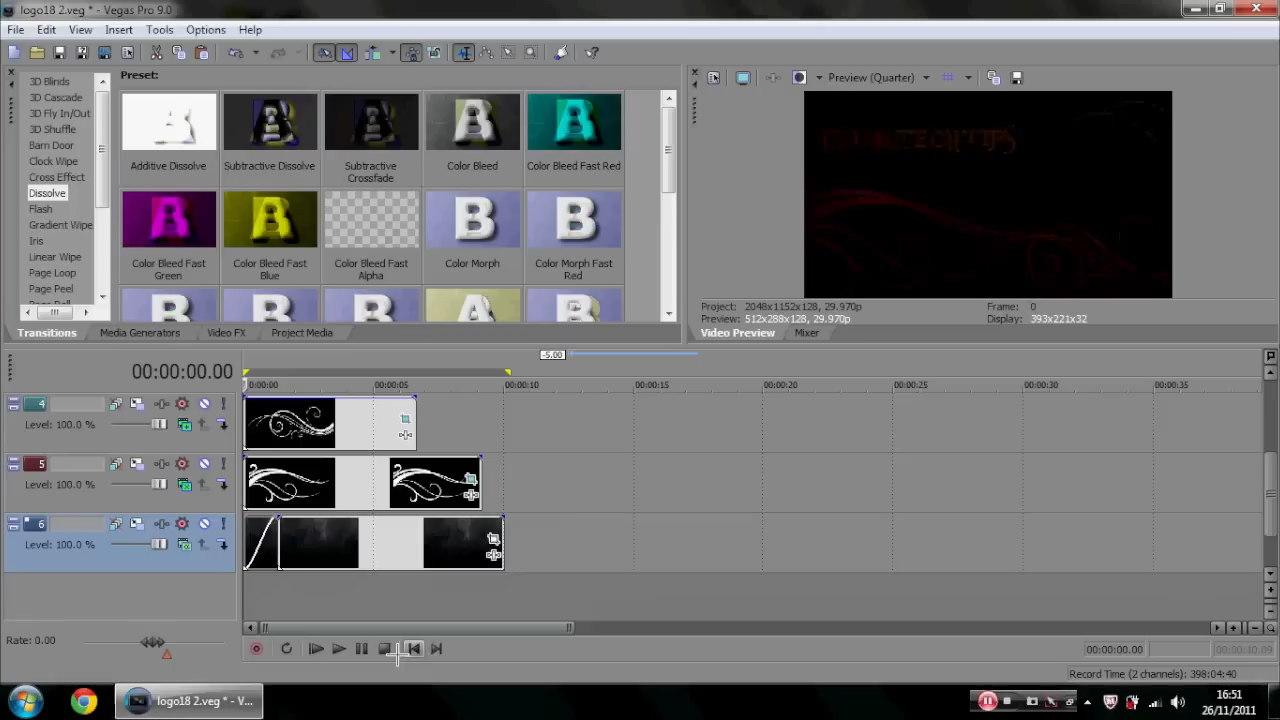 logo18 2.veg * - Vegas Pro 9.0
File Edit View Insert Tools Options Help
3D Blinds
3D Cascade
3D Fly In/Out
3D Shuffle
Barn Door
Clock Wipe
Cross Effect
Dissolve
Flash
Gradient Wipe
Iris
Linear Wipe
Page Loop
Page Peel
Preset:
Additive Dissolve
Subtractive Dissolve
Subtractive
Crossfade
Color Bleed
Color Bleed Fast Red
Color Bleed Fast
Green
Color Bleed Fast
Blue
Color Bleed Fast
Alpha
Color Morph
Color Morph Fast
Red
Transitions Media Generators Video FX Project Media
Preview (Quarter)
Project: 2048x1152x128, 29.970p
Frame: 0
Preview: 512x288x128, 29.970p
Display: 393x221x32
Video Preview Mixer
-5.00
00:00:00.00
0:00:00 00:00:05 00:00:10 00:00:15 00:00:20 00:00:25 00:00:30 00:00:35
4
Level: 100.0 %
5
Level: 100.0 %
6
Level: 100.0 %
Rate: 0.00
00:00:00.00
00:00:10.09
Record Time (2 channels): 398:04:40
logo18 2.veg * - V...
16:51
26/11/2011